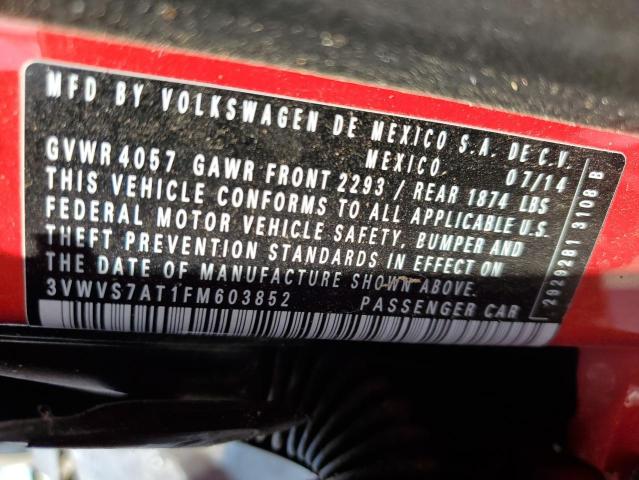 MFD BY VOLKSWAGEN DE MEXICO S.A. DE C.V.
MEXICO 07/14
GVWR 4057 GAWR FRONT 2293 / REAR 1874 LBS
THIS VEHICLE CONFORMS TO ALL APPLICABLE U.S.
FEDERAL MOTOR VEHICLE SAFETY, BUMPER AND
THEFT PREVENTION STANDARDS IN EFFECT ON
THE DATE OF MANUFACTURE SHOWN ABOVE.
3VWVS7AT1FM603852 PASSENGER CAR
2029281 3108 B